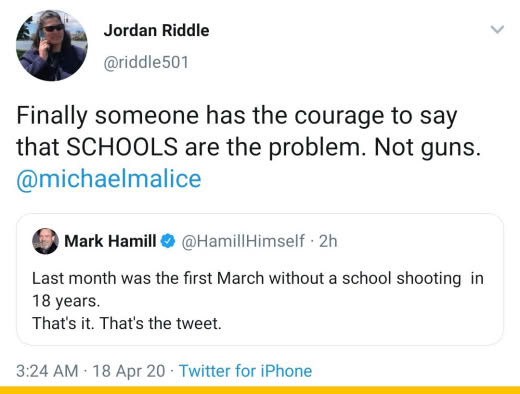 Jordan Riddle
@riddle501
Finally someone has the courage to say
that SCHOOLS are the problem. Not guns.
@michaelmalice
Mark Hamill @HamillHimself · 2h
Last month was the first March without a school shooting in
18 years.
That's it. That's the tweet.
3:24 AM · 18 Apr 20 · Twitter for iPhone